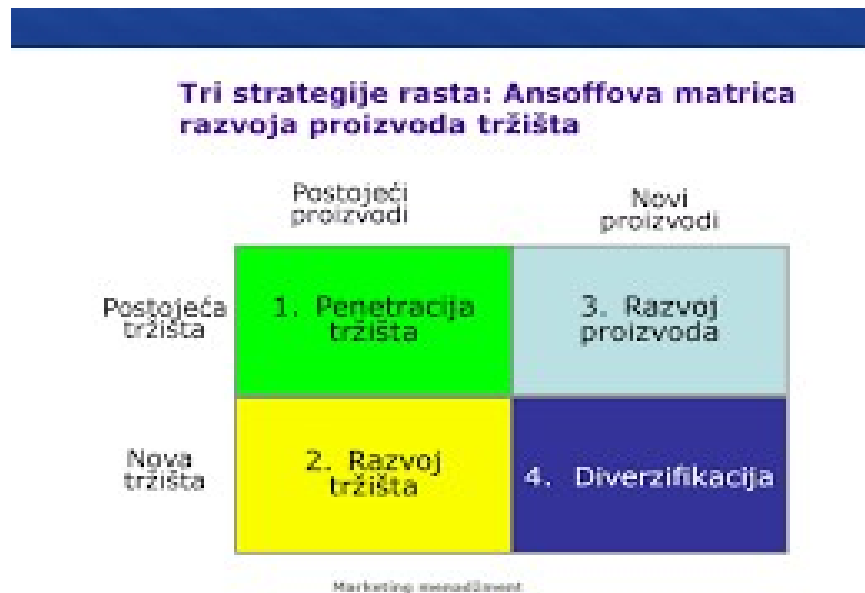 Tri strategije rasta: Ansoffova matrica
razvoja proizvoda tržišta
Postojeći
proizvodi
Novi
proizvodi
Postojeća
tržišta
1. Penetracija
tržišta
3. Razvoj
proizvoda
Nova
tržišta
2. Razvoj
tržišta
4. Diverzifikacija
Marketing menadžment